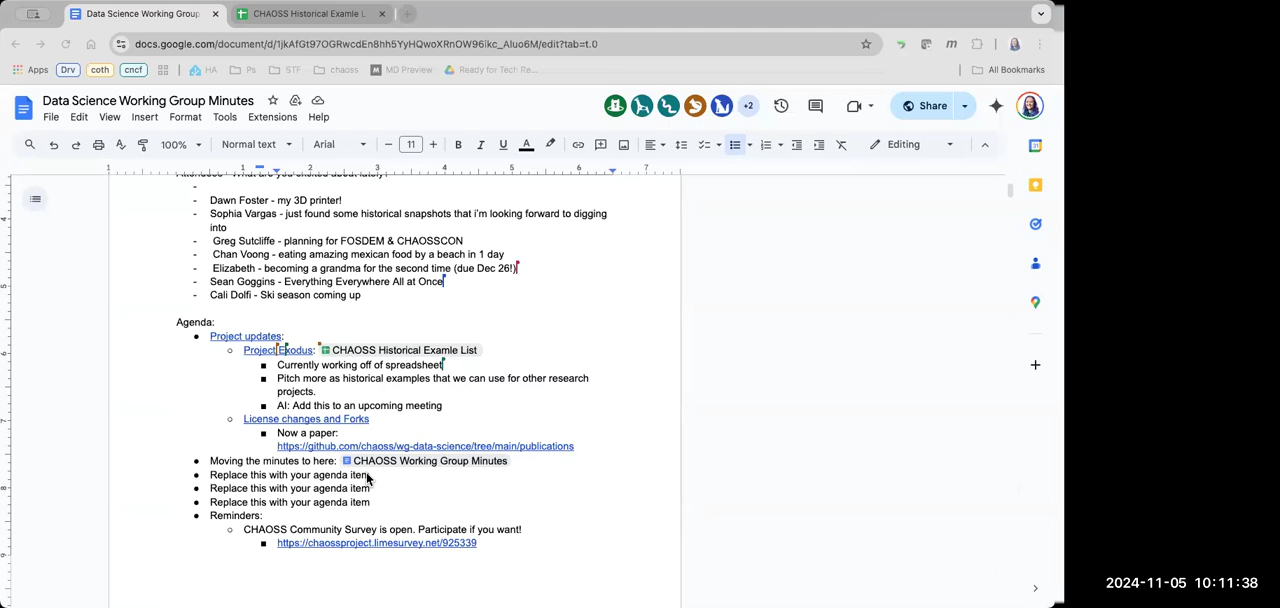 Data Science Working Group Minutes
CHAOSS Historical Examle L
docs.google.com/document/d/1jkAfGt97OGRwcdEn8hh5YyHQwoXRnOW96ikc_Aluo6M/edit?tab=t.0
Apps Drv coth cncf HA Ps STF chaoss MD Preview Ready for Tech Re... All Bookmarks
Data Science Working Group Minutes
+2 Share
File Edit View Insert Format Tools Extensions Help
100% Normal text Arial 11 B I U A Editing
1 1 2 3 4 5 6 7
- Dawn Foster - my 3D printer!
- Sophia Vargas - just found some historical snapshots that i'm looking forward to digging
into
- Greg Sutcliffe - planning for FOSDEM & CHAOSSCON
- Chan Voong - eating amazing mexican food by a beach in 1 day
- Elizabeth - becoming a grandma for the second time (due Dec 26!)
- Sean Goggins - Everything Everywhere All at Once
- Cali Dolfi - Ski season coming up
Agenda:
● Project updates:
○ Project Exodus: CHAOSS Historical Examle List
■ Currently working off of spreadsheet
■ Pitch more as historical examples that we can use for other research
projects.
■ AI: Add this to an upcoming meeting
○ License changes and Forks
■ Now a paper:
https://github.com/chaoss/wg-data-science/tree/main/publications
● Moving the minutes to here: CHAOSS Working Group Minutes
● Replace this with your agenda item
● Replace this with your agenda item
● Replace this with your agenda item
● Reminders:
○ CHAOSS Community Survey is open. Participate if you want!
■ https://chaossproject.limesurvey.net/925339
2024-11-05 10:11:38